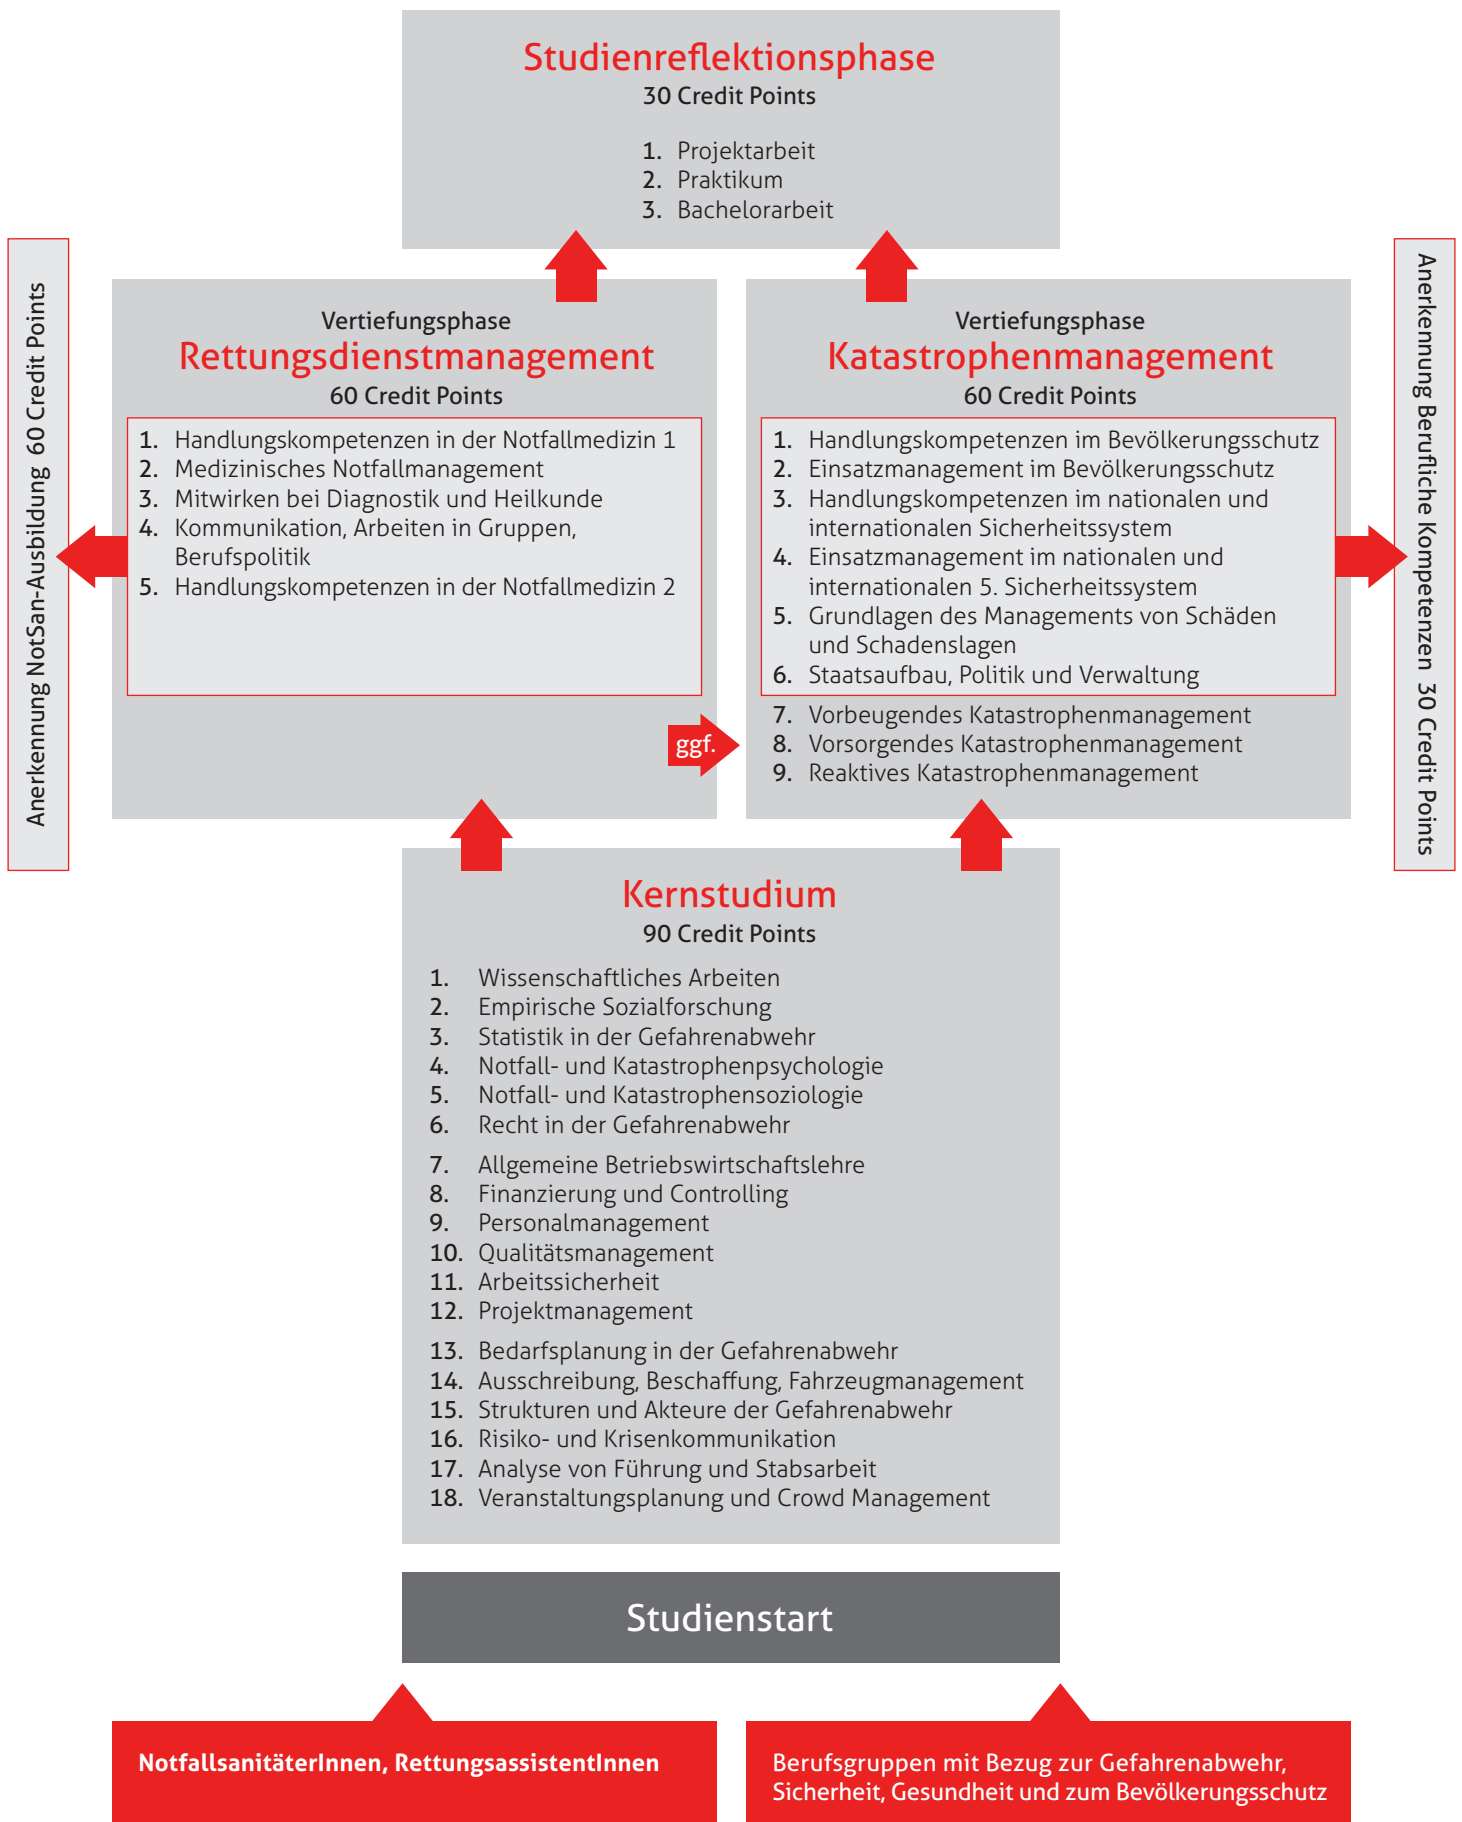 Studienreflektionsphase
30 Credit Points
1. Projektarbeit
2. Praktikum
3. Bachelorarbeit
Anerkennung NotSan-Ausbildung 60 Credit Points
Vertiefungsphase
Rettungsdienstmanagement
60 Credit Points
1. Handlungskompetenzen in der Notfallmedizin 1
2. Medizinisches Notfallmanagement
3. Mitwirken bei Diagnostik und Heilkunde
4. Kommunikation, Arbeiten in Gruppen,
Berufspolitik
5. Handlungskompetenzen in der Notfallmedizin 2
ggf.
Vertiefungsphase
Katastrophenmanagement
60 Credit Points
1. Handlungskompetenzen im Bevölkerungsschutz
2. Einsatzmanagement im Bevölkerungsschutz
3. Handlungskompetenzen im nationalen und
internationalen Sicherheitssystem
4. Einsatzmanagement im nationalen und
internationalen 5. Sicherheitssystem
5. Grundlagen des Managements von Schäden
und Schadenslagen
6. Staatsaufbau, Politik und Verwaltung
7. Vorbeugendes Katastrophenmanagement
8. Vorsorgendes Katastrophenmanagement
9. Reaktives Katastrophenmanagement
Anerkennung Berufliche Kompetenzen 30 Credit Points
Kernstudium
90 Credit Points
1. Wissenschaftliches Arbeiten
2. Empirische Sozialforschung
3. Statistik in der Gefahrenabwehr
4. Notfall- und Katastrophenpsychologie
5. Notfall- und Katastrophensoziologie
6. Recht in der Gefahrenabwehr
7. Allgemeine Betriebswirtschaftslehre
8. Finanzierung und Controlling
9. Personalmanagement
10. Qualitätsmanagement
11. Arbeitssicherheit
12. Projektmanagement
13. Bedarfsplanung in der Gefahrenabwehr
14. Ausschreibung, Beschaffung, Fahrzeugmanagement
15. Strukturen und Akteure der Gefahrenabwehr
16. Risiko- und Krisenkommunikation
17. Analyse von Führung und Stabsarbeit
18. Veranstaltungsplanung und Crowd Management
Studienstart
NotfallsanitäterInnen, RettungsassistentInnen
Berufsgruppen mit Bezug zur Gefahrenabwehr,
Sicherheit, Gesundheit und zum Bevölkerungsschutz